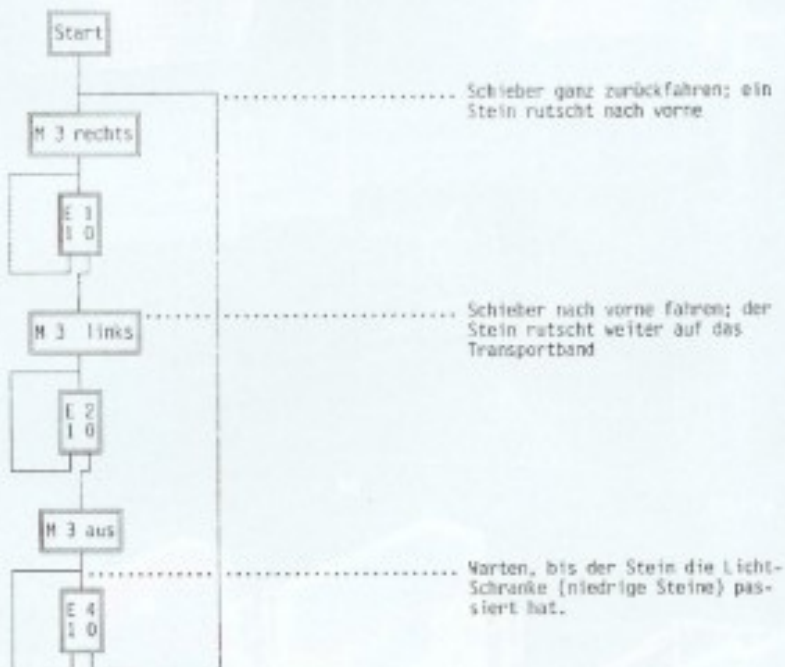 Start
Schieber ganz zurückfahren; ein
Stein rutscht nach vorne
M 3 rechts
E 1
1 0
Schieber nach vorne fahren; der
Stein rutscht weiter auf das
Transportband
M 3 links
E 2
1 0
M 3 aus
Warten, bis der Stein die Licht-
Schranke (niedrige Steine) pas-
siert hat.
E 4
1 0